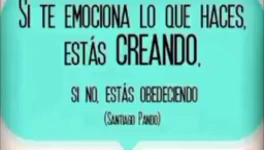 SI TE EMOCIONA LO QUE HACES,
ESTÁS CREANDO,
SI NO, ESTÁS OBEDECIENDO
(SANTIAGO PANDO)